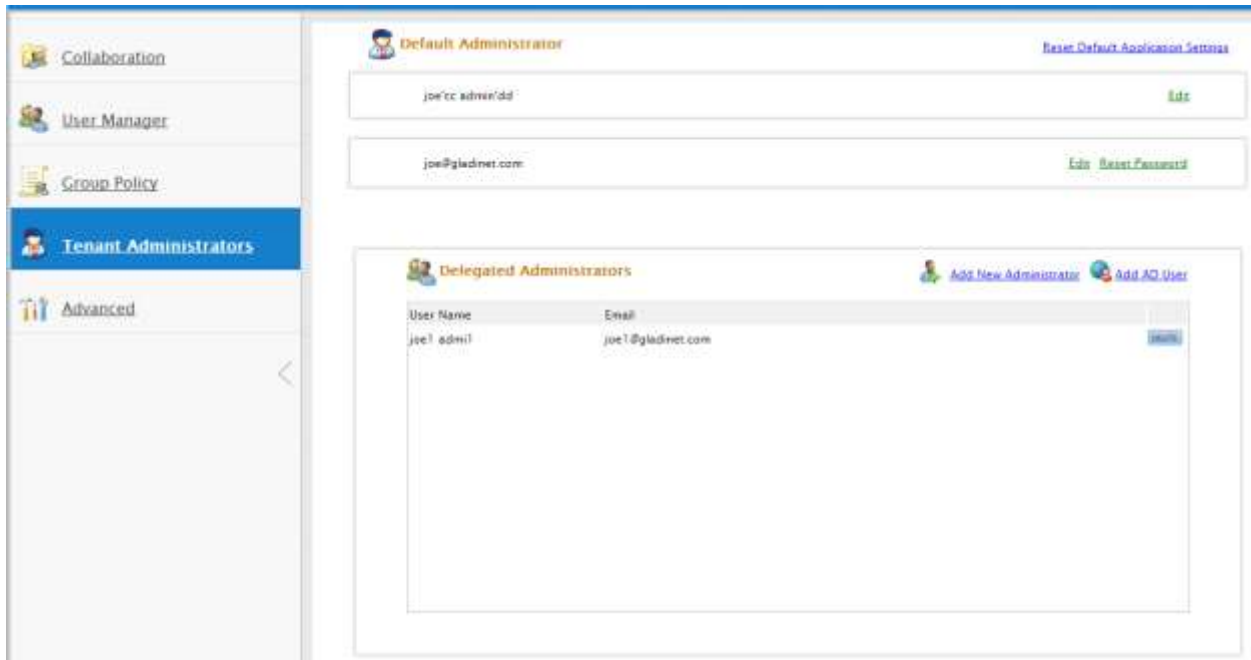 Collaboration
User Manager
Group Policy
Tenant Administrators
Advanced
Default Administrator Reset Default Application Settings
joe'cc admin'dd Edit
joe@gladinet.com Edit Reset Password
Delegated Administrators Add New Administrator Add AD User
User Name Email
joe1 admi1 joe1@gladinet.com